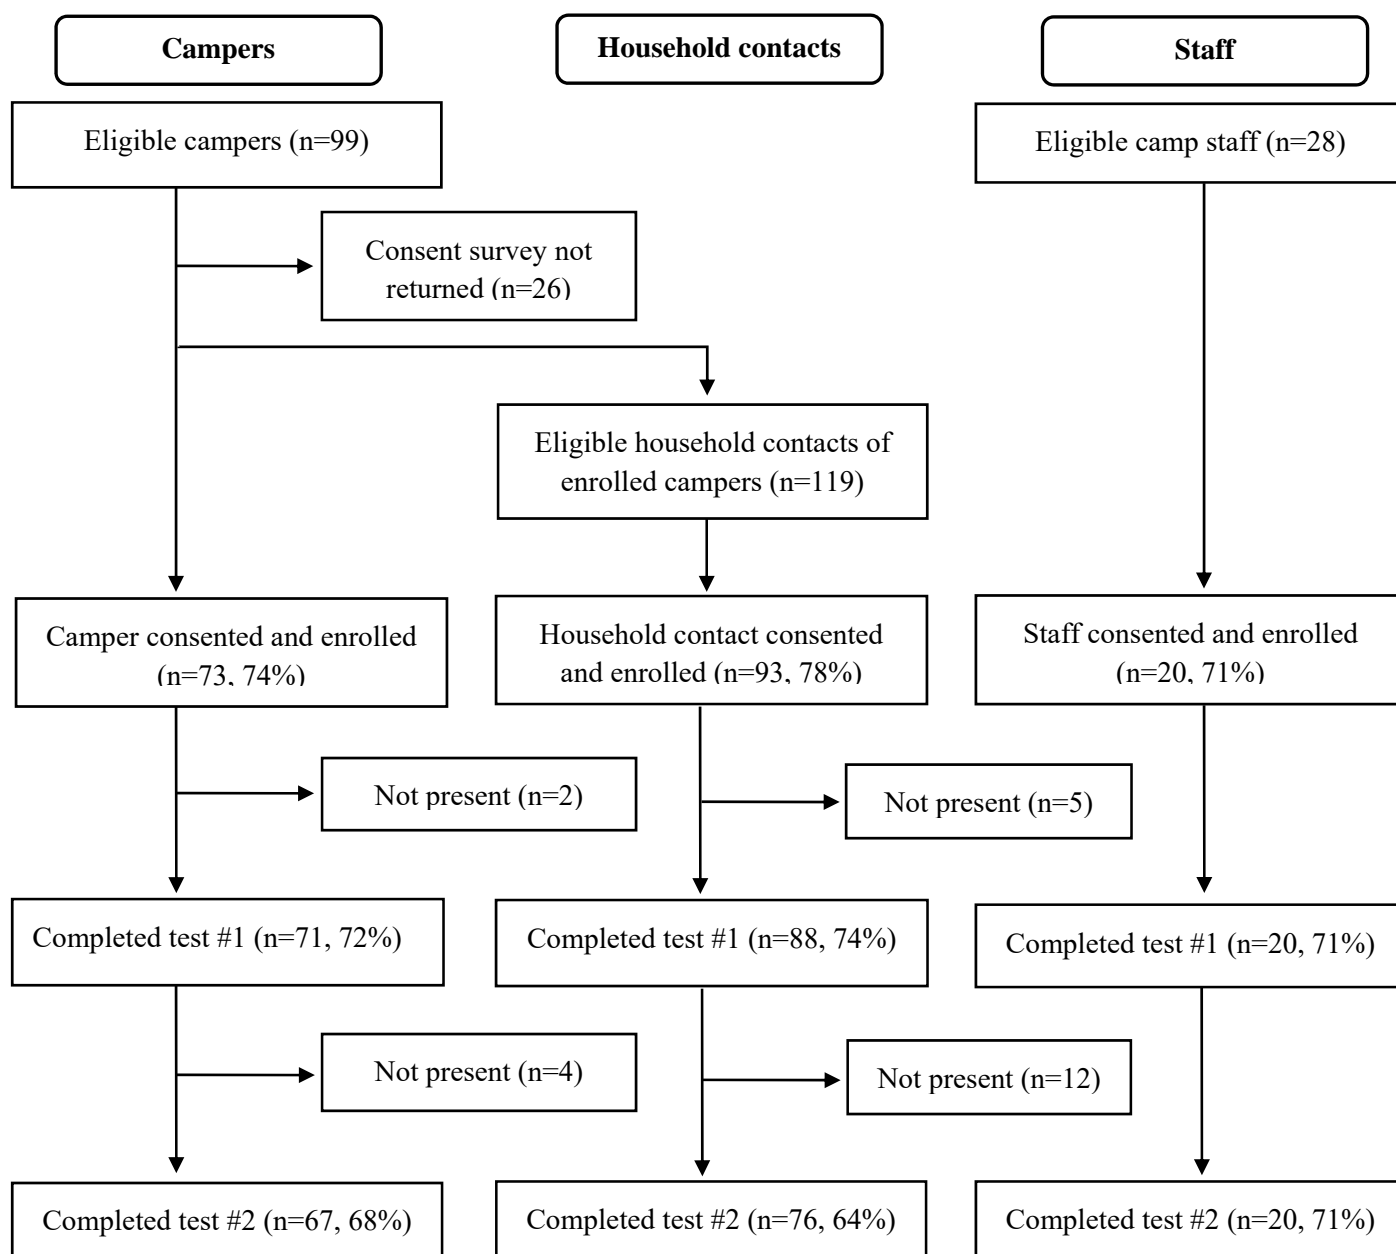 Campers
Household contacts
Staff
Eligible campers (n=99)
Eligible camp staff (n=28)
Consent survey not
returned (n=26)
Eligible household contacts of
enrolled campers (n=119)
Camper consented and enrolled
(n=73, 74%)
Household contact consented
and enrolled (n=93, 78%)
Staff consented and enrolled
(n=20, 71%)
Not present (n=2)
Not present (n=5)
Completed test #1 (n=71, 72%)
Completed test #1 (n=88, 74%)
Completed test #1 (n=20, 71%)
Not present (n=4)
Not present (n=12)
Completed test #2 (n=67, 68%)
Completed test #2 (n=76, 64%)
Completed test #2 (n=20, 71%)